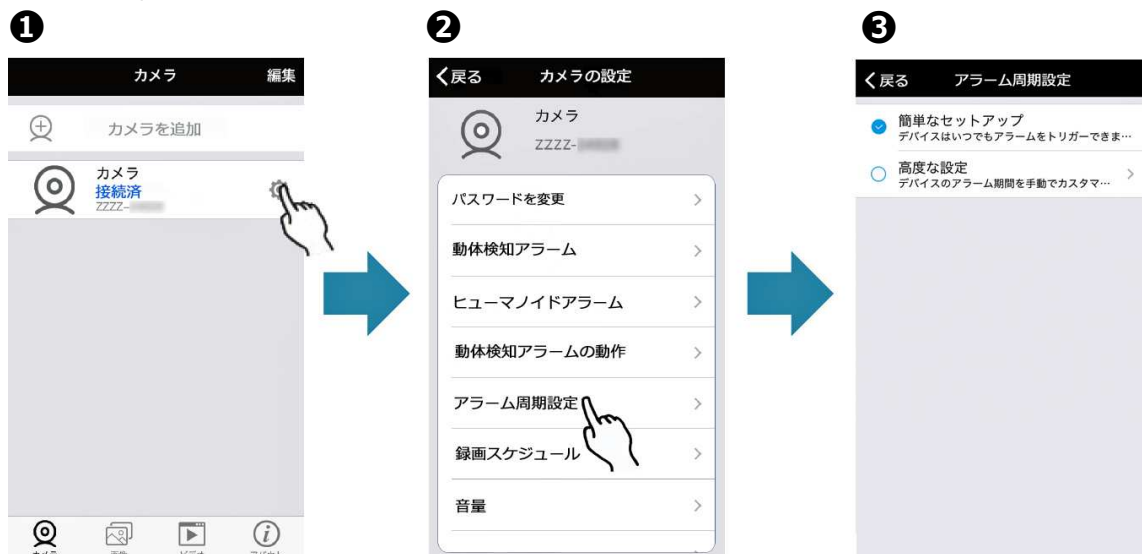 ❶
カメラ 編集
カメラを追加
カメラ
接続済
ZZZZ-
❷
戻る カメラの設定
カメラ
ZZZZ-
パスワードを変更
動体検知アラーム
ヒューマノイドアラーム
動体検知アラームの動作
アラーム周期設定
録画スケジュール
音量
❸
戻る アラーム周期設定
簡単なセットアップ
デバイスはいつでもアラームをトリガーできま…
高度な設定
デバイスのアラーム期間を手動でカスタマ…